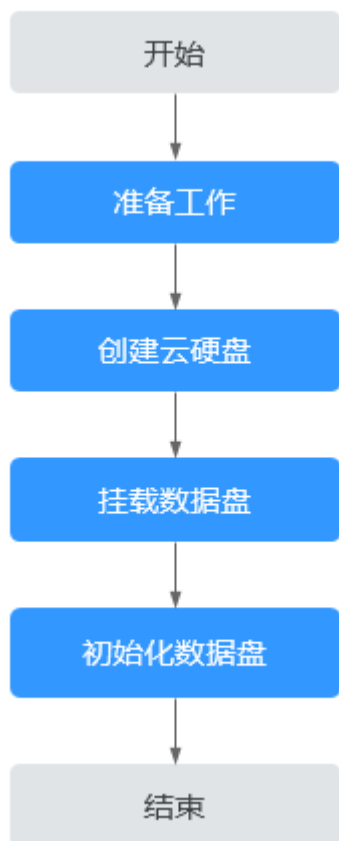 开始
准备工作
创建云硬盘
挂载数据盘
初始化数据盘
结束